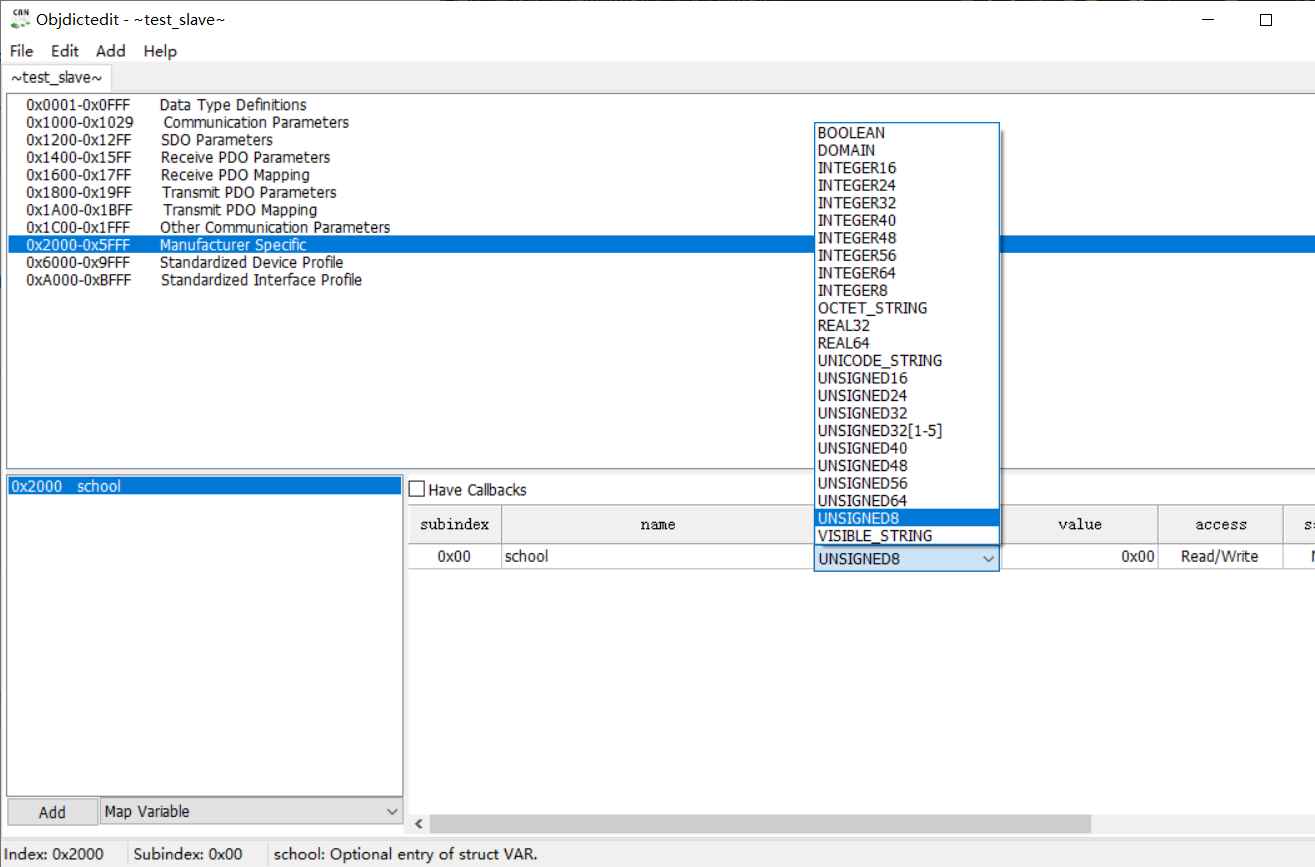 CAN
Objdictedit - ~test_slave~
File Edit Add Help
~test_slave~
0x0001-0x0FFF Data Type Definitions
0x1000-0x1029 Communication Parameters
0x1200-0x12FF SDO Parameters
0x1400-0x15FF Receive PDO Parameters
0x1600-0x17FF Receive PDO Mapping
0x1800-0x19FF Transmit PDO Parameters
0x1A00-0x1BFF Transmit PDO Mapping
0x1C00-0x1FFF Other Communication Parameters
0x2000-0x5FFF Manufacturer Specific
0x6000-0x9FFF Standardized Device Profile
0xA000-0xBFFF Standardized Interface Profile
BOOLEAN
DOMAIN
INTEGER16
INTEGER24
INTEGER32
INTEGER40
INTEGER48
INTEGER56
INTEGER64
INTEGER8
OCTET_STRING
REAL32
REAL64
UNICODE_STRING
UNSIGNED16
UNSIGNED24
UNSIGNED32
UNSIGNED32[1-5]
UNSIGNED40
UNSIGNED48
UNSIGNED56
UNSIGNED64
UNSIGNED8
VISIBLE_STRING
0x2000 school
Have Callbacks
subindex name value access
0x00 school UNSIGNED8 0x00 Read/Write
Add Map Variable
Index: 0x2000 Subindex: 0x00 school: Optional entry of struct VAR.